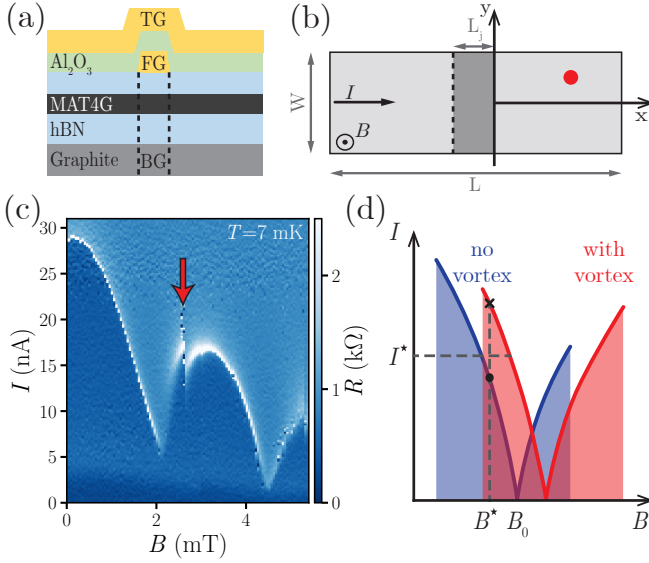 (a)
TG
Al₂O₃
FG
MAT4G
hBN
Graphite
BG
(b)
y
L_j
W
I
B
x
L
(c)
T=7 mK
30
25
20
15
10
5
0
I (nA)
0
2
4
B (mT)
2
1
0
R (kΩ)
(d)
I
no
vortex
with
vortex
I*
B*
B₀
B